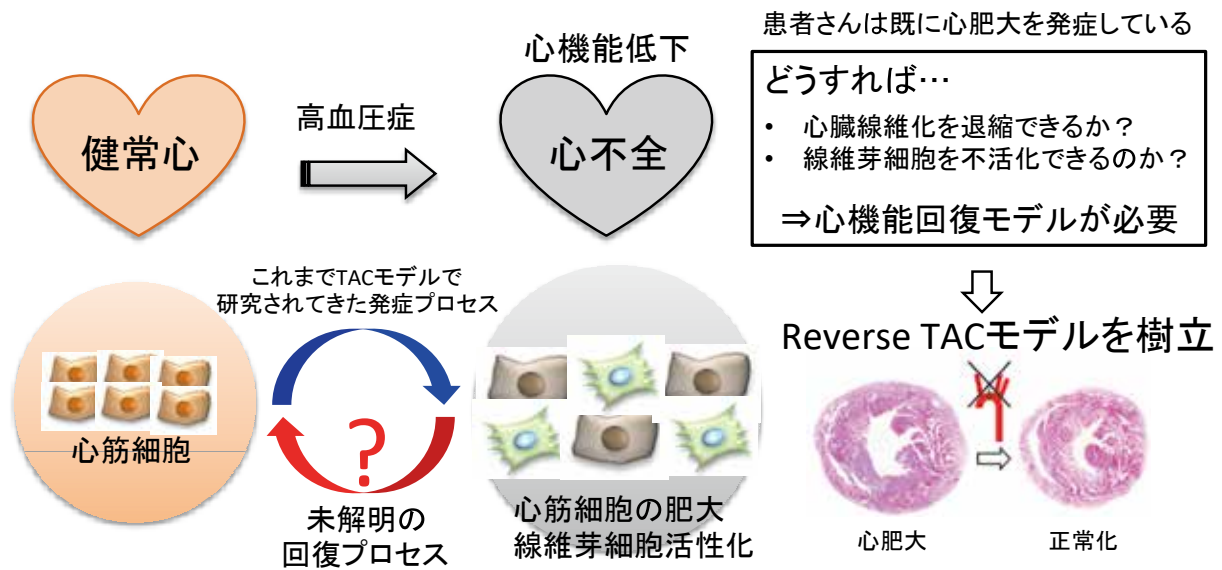 健常心
高血圧症
心機能低下
心不全
これまでTACモデルで
研究されてきた発症プロセス
心筋細胞
?
未解明の
回復プロセス
心筋細胞の肥大
線維芽細胞活性化
患者さんは既に心肥大を発症している
どうすれば…
• 心臓線維化を退縮できるか？
• 線維芽細胞を不活化できるのか？
⇒心機能回復モデルが必要
Reverse TACモデルを樹立
心肥大
正常化